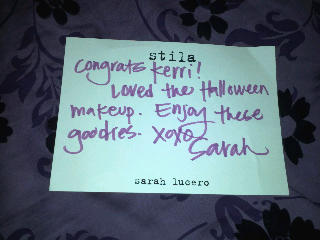 stila
Congrats Kerri!
Loved the Halloween
makeup. Enjoy these
goodies. xoxo
Sarah
sarah lucero